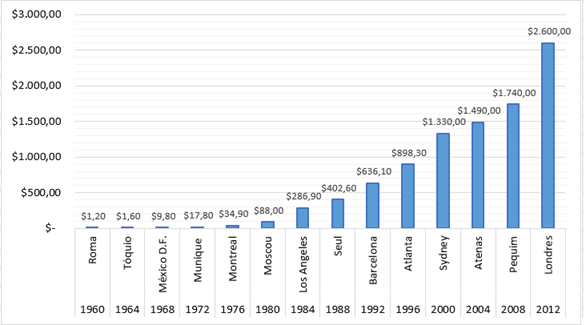 $3.000,00
$2.500,00
$2.000,00
$1.500,00
$1.000,00
$500,00
$-
$1,20
$1,60
$9,80
$17,80
$34,90
$88,00
$286,90
$402,60
$636,10
$898,30
$1.330,00
$1.490,00
$1.740,00
$2.600,00
Roma
Tóquio
México D.F.
Munique
Montreal
Moscou
Los Angeles
Seul
Barcelona
Atlanta
Sydney
Atenas
Pequim
Londres
1960 1964 1968 1972 1976 1980 1984 1988 1992 1996 2000 2004 2008 2012